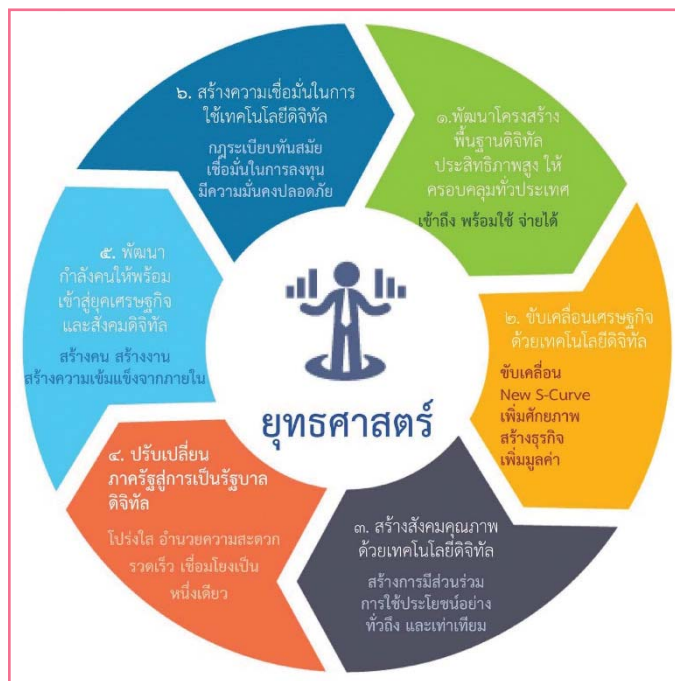 ๑.พัฒนาโครงสร้าง
พื้นฐานดิจิทัล
ประสิทธิภาพสูง ให้
ครอบคลุมทั่วประเทศ
เข้าถึง พร้อมใช้ จ่ายได้
๒. ขับเคลื่อนเศรษฐกิจ
ด้วยเทคโนโลยีดิจิทัล
ขับเคลื่อน
New S-Curve
เพิ่มศักยภาพ
สร้างธุรกิจ
เพิ่มมูลค่า
๓. สร้างสังคมคุณภาพ
ด้วยเทคโนโลยีดิจิทัล
สร้างการมีส่วนร่วม
การใช้ประโยชน์อย่าง
ทั่วถึง และเท่าเทียม
๔. ปรับเปลี่ยน
ภาครัฐสู่การเป็นรัฐบาล
ดิจิทัล
โปร่งใส อำนวยความสะดวก
รวดเร็ว เชื่อมโยงเป็น
หนึ่งเดียว
๕. พัฒนา
กำลังคนให้พร้อม
เข้าสู่ยุคเศรษฐกิจ
และสังคมดิจิทัล
สร้างคน สร้างงาน
สร้างความเข้มแข็งจากภายใน
๖. สร้างความเชื่อมั่นในการ
ใช้เทคโนโลยีดิจิทัล
กฎระเบียบทันสมัย
เชื่อมั่นในการลงทุน
มีความมั่นคงปลอดภัย
ยุทธศาสตร์